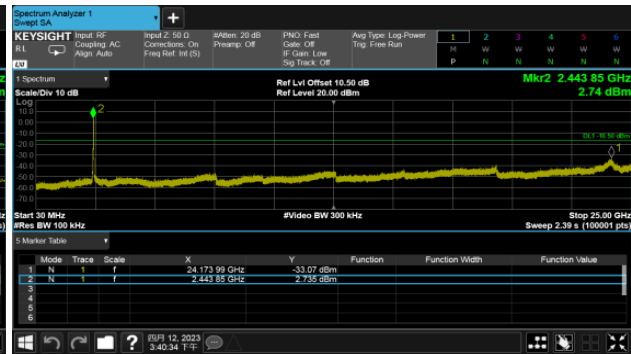 Spectrum Analyzer 1
Swept SA
+
KEYSIGHT Input: RF Input Z: 50 Ω #Atten: 20 dB PNO: Fast Avg Type: Log-Power 1 2 3 4 5 6
RL Coupling: AC Corrections: On Preamp: Off Gate: Off Trig: Free Run M W W W W W
Align: Auto Freq Ref: Int (S) IF Gain: Low P N N N N N
Sig Track: Off
LXI
1 Spectrum
Ref Lvl Offset 10.50 dB Mkr2 2.443 85 GHz
Scale/Div 10 dB Ref Level 20.00 dBm 2.74 dBm
Log
10.0
0.00
-10.0
-20.0
-30.0
-40.0
-50.0
-60.0
-70.0
2
DL1 -16.50 dBm
1
Start 30 MHz #Video BW 300 kHz Stop 25.00 GHz
#Res BW 100 kHz Sweep 2.39 s (100001 pts)
5 Marker Table
Mode Trace Scale X Y Function Function Width Function Value
1 N 1 f 24.173 99 GHz -33.07 dBm
2 N 1 f 2.443 85 GHz 2.735 dBm
3
4
5
6
?
四月 12, 2023
3:40:34 下午